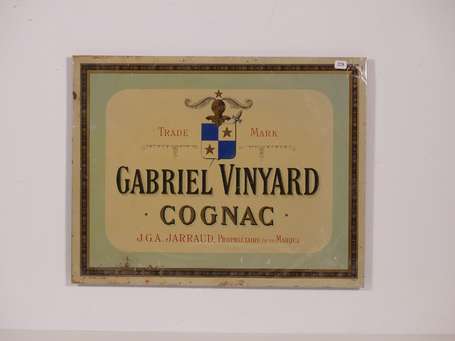 TRADE MARK
GABRIEL VINYARD
· COGNAC ·
J.G.A. JARRAUD, PROPRIÉTAIRE DE LA MARQUE